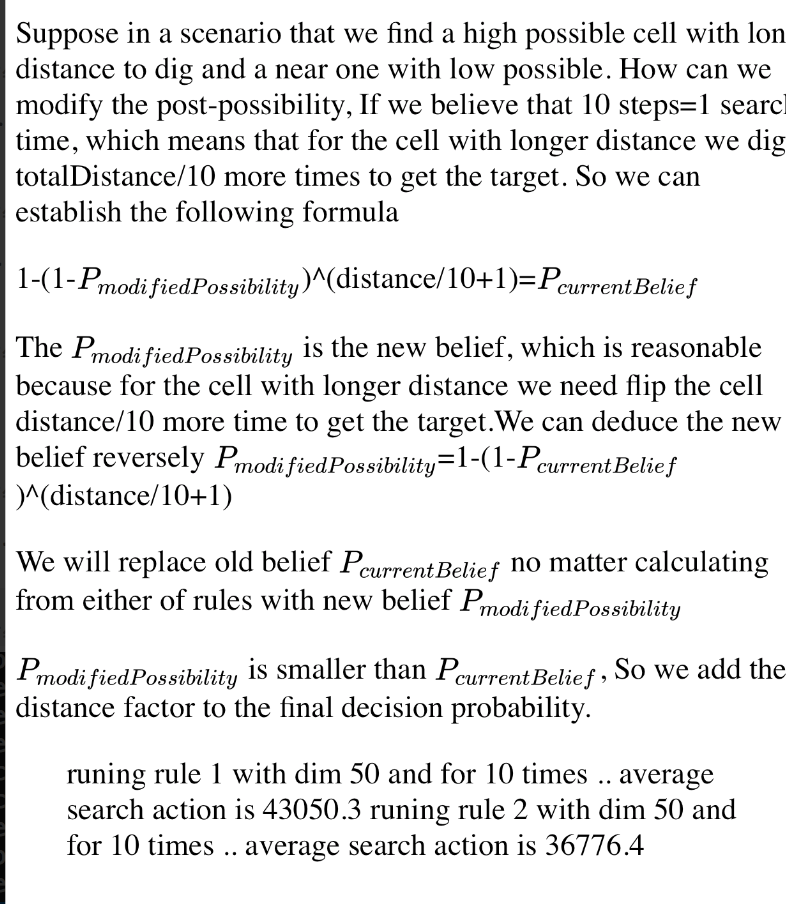 Suppose in a scenario that we find a high possible cell with lon
distance to dig and a near one with low possible. How can we
modify the post-possibility, If we believe that 10 steps=1 searc
time, which means that for the cell with longer distance we dig
totalDistance/10 more times to get the target. So we can
establish the following formula
1-(1-P_{modifiedPossibility})^(distance/10+1)=P_{currentBelief}
The P_{modifiedPossibility} is the new belief, which is reasonable
because for the cell with longer distance we need flip the cell
distance/10 more time to get the target.We can deduce the new
belief reversely P_{modifiedPossibility}=1-(1-P_{currentBelief}
)^(distance/10+1)
We will replace old belief P_{currentBelief} no matter calculating
from either of rules with new belief P_{modifiedPossibility}
P_{modifiedPossibility} is smaller than P_{currentBelief}, So we add the
distance factor to the final decision probability.
runing rule 1 with dim 50 and for 10 times .. average
search action is 43050.3 runing rule 2 with dim 50 and
for 10 times .. average search action is 36776.4